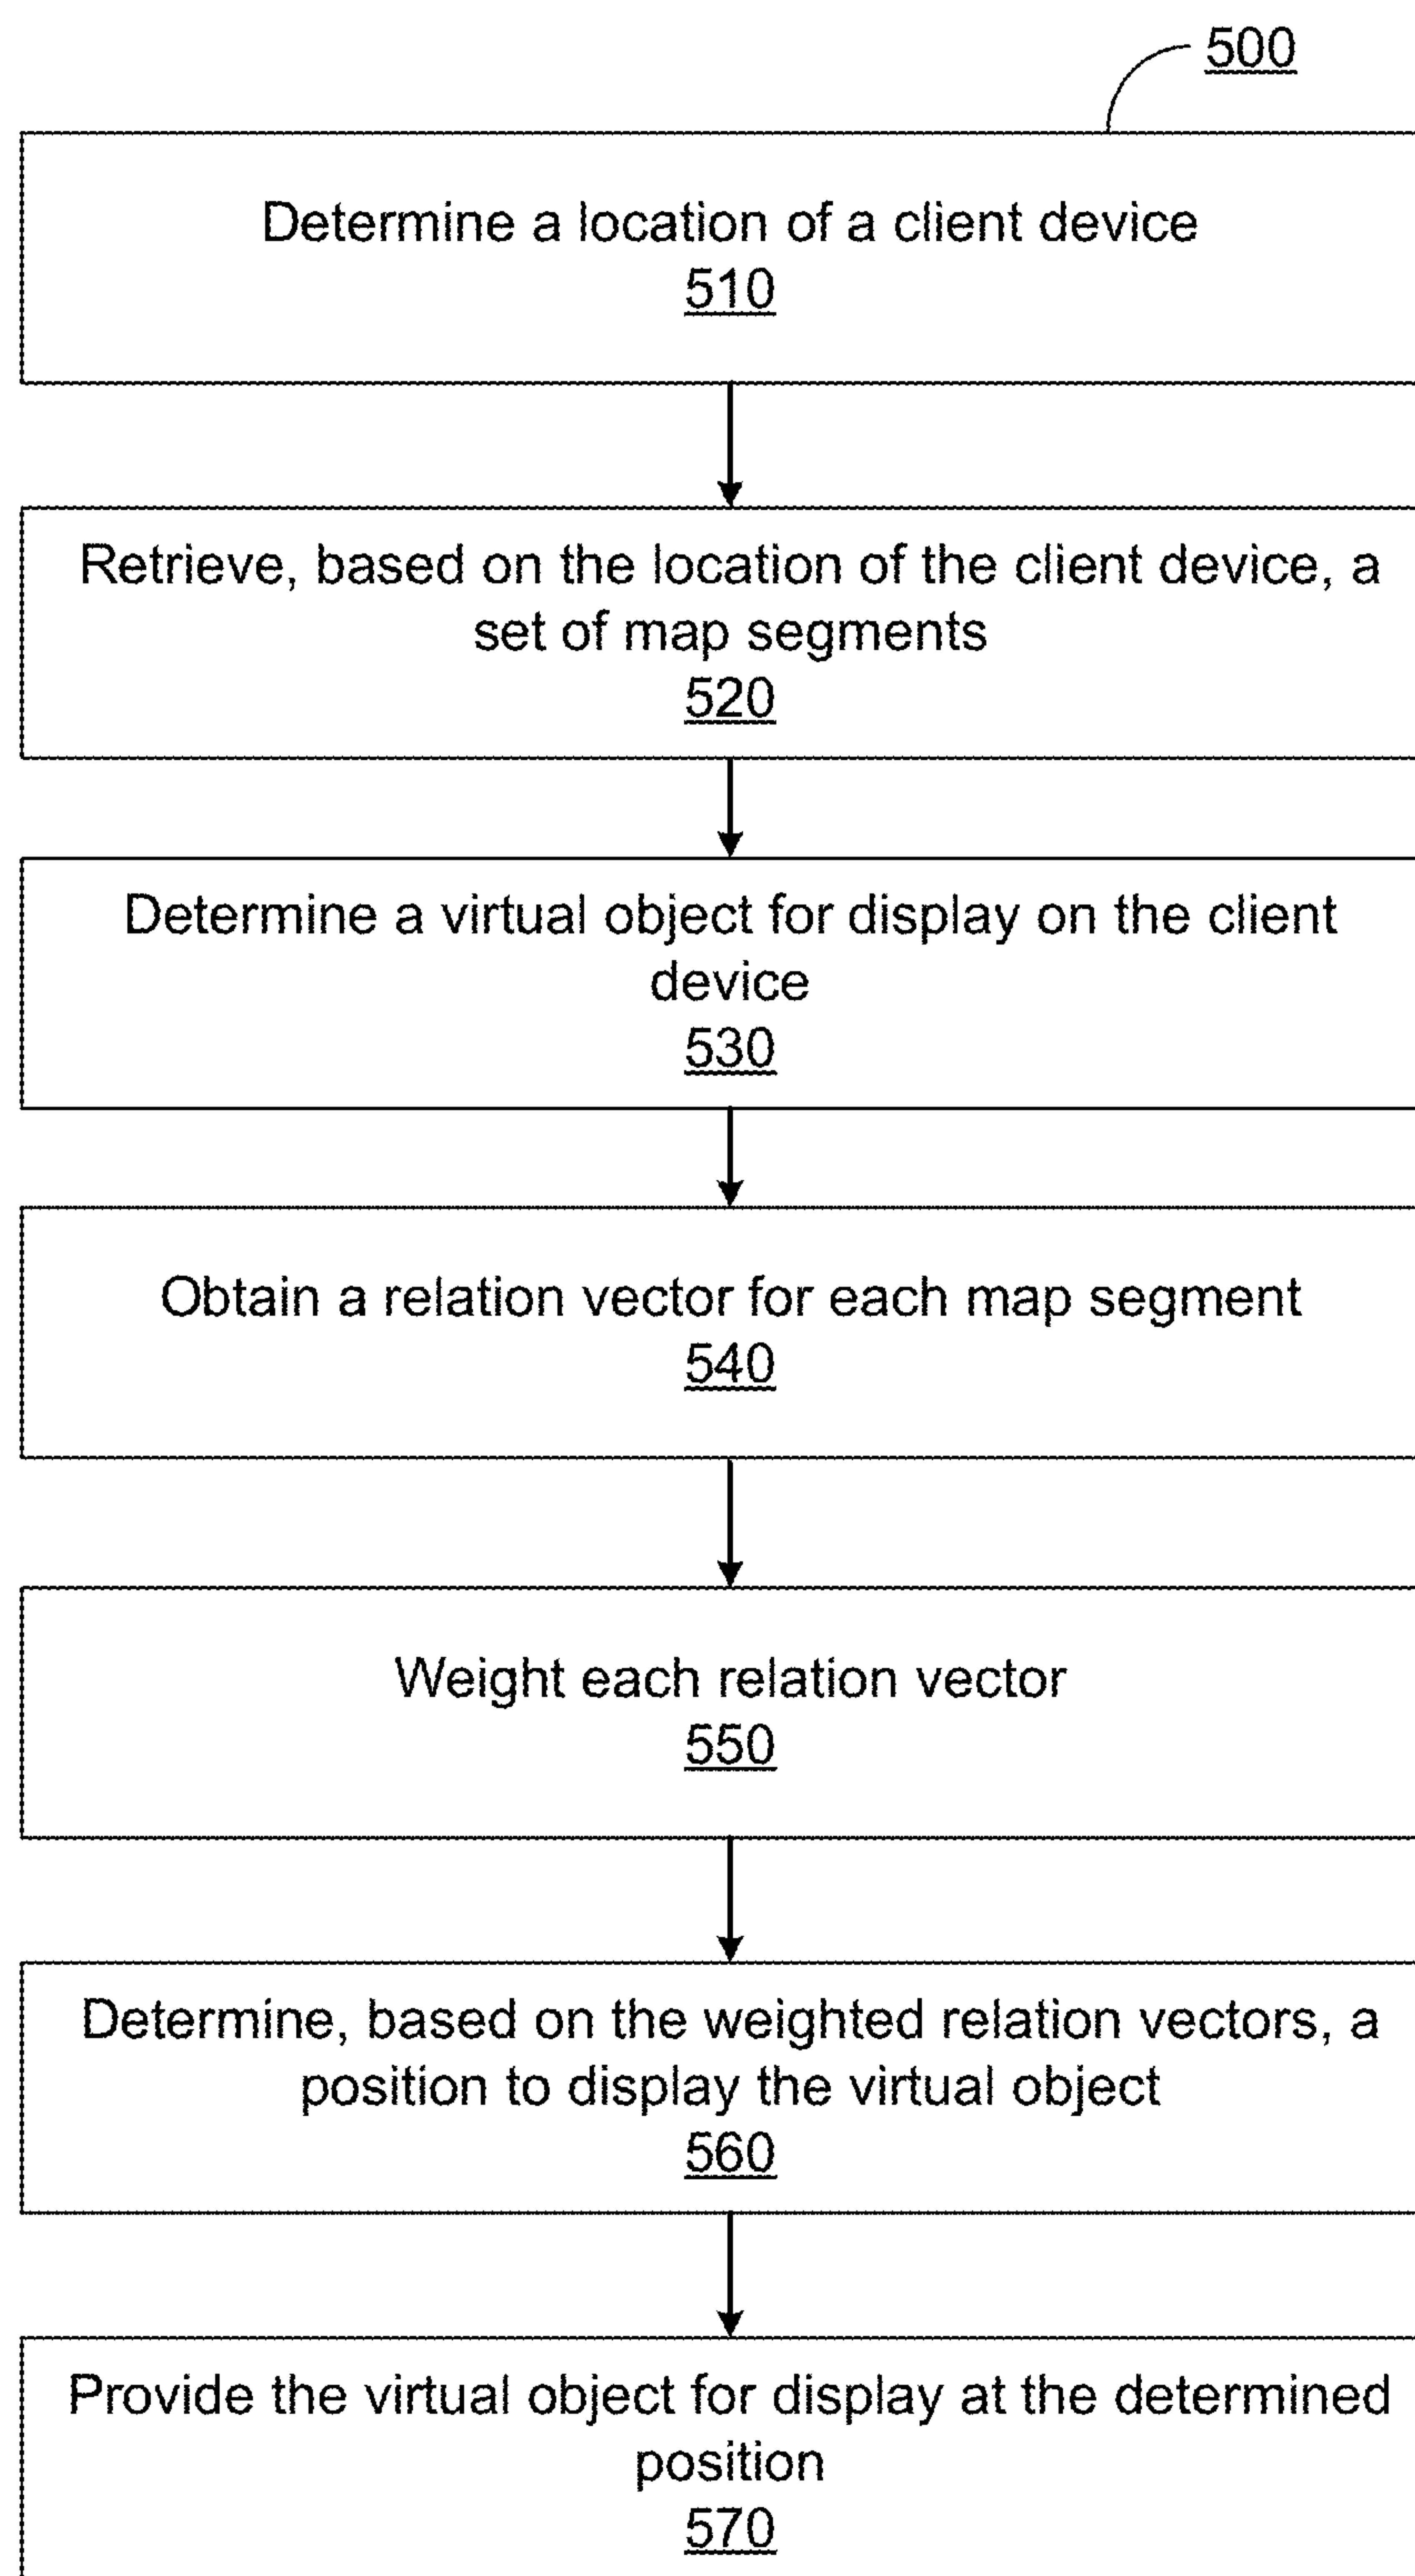 500
Determine a location of a client device
510
Retrieve, based on the location of the client device, a
set of map segments
520
Determine a virtual object for display on the client
device
530
Obtain a relation vector for each map segment
540
Weight each relation vector
550
Determine, based on the weighted relation vectors, a
position to display the virtual object
560
Provide the virtual object for display at the determined
position
570